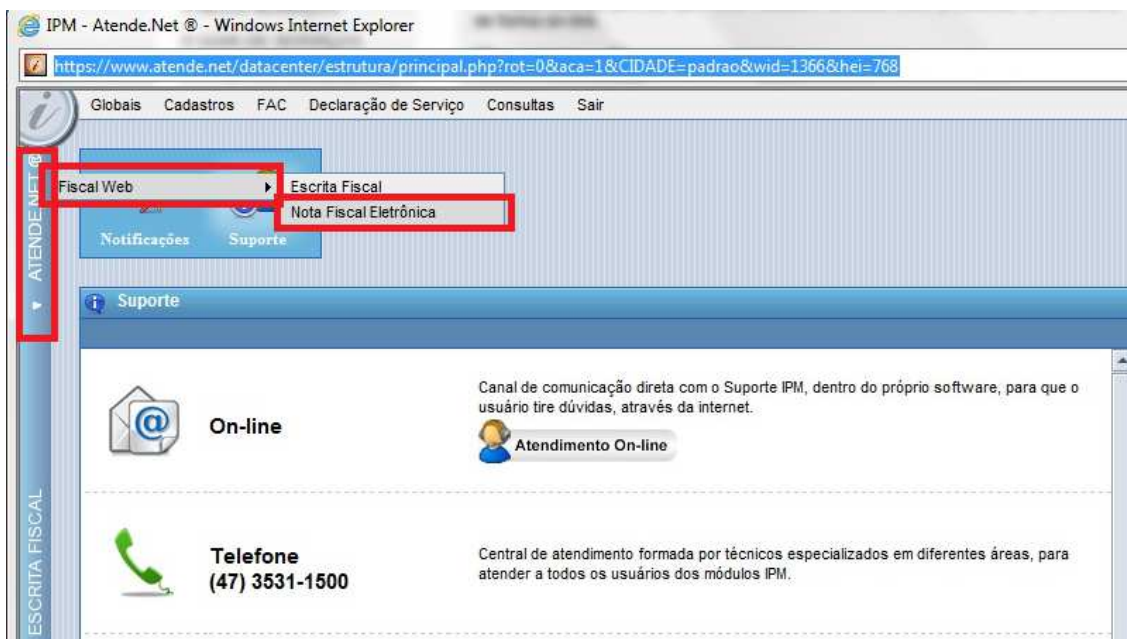 IPM - Atende.Net ® - Windows Internet Explorer
https://www.atende.net/datacenter/estrutura/principal.php?rot=0&aca=1&CIDADE=padrao&wid=1366&hei=768
Globais Cadastros FAC Declaração de Serviço Consultas Sair
ATENDE.NET ®
Fiscal Web
Escrita Fiscal
Nota Fiscal Eletrônica
Notificações Suporte
Suporte
On-line
Canal de comunicação direta com o Suporte IPM, dentro do próprio software, para que o
usuário tire dúvidas, através da internet.
Atendimento On-line
Telefone
(47) 3531-1500
Central de atendimento formada por técnicos especializados em diferentes áreas, para
atender a todos os usuários dos módulos IPM.
ESCRITA FISCAL